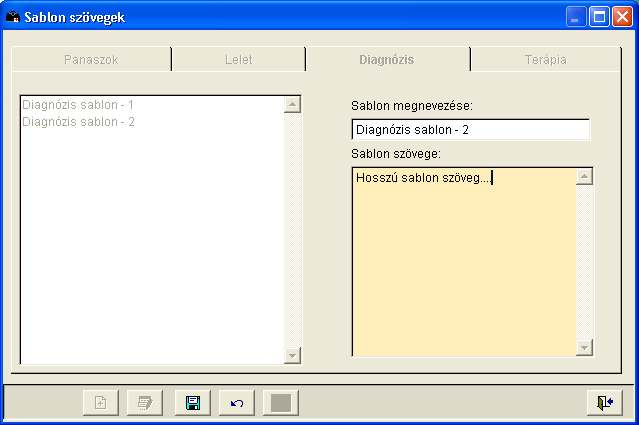 Sablon szövegek
Panaszok
Lelet
Diagnózis
Terápia
Diagnózis sablon - 1
Diagnózis sablon - 2
Sablon megnevezése:
Diagnózis sablon - 2
Sablon szövege:
Hosszú sablon szöveg....